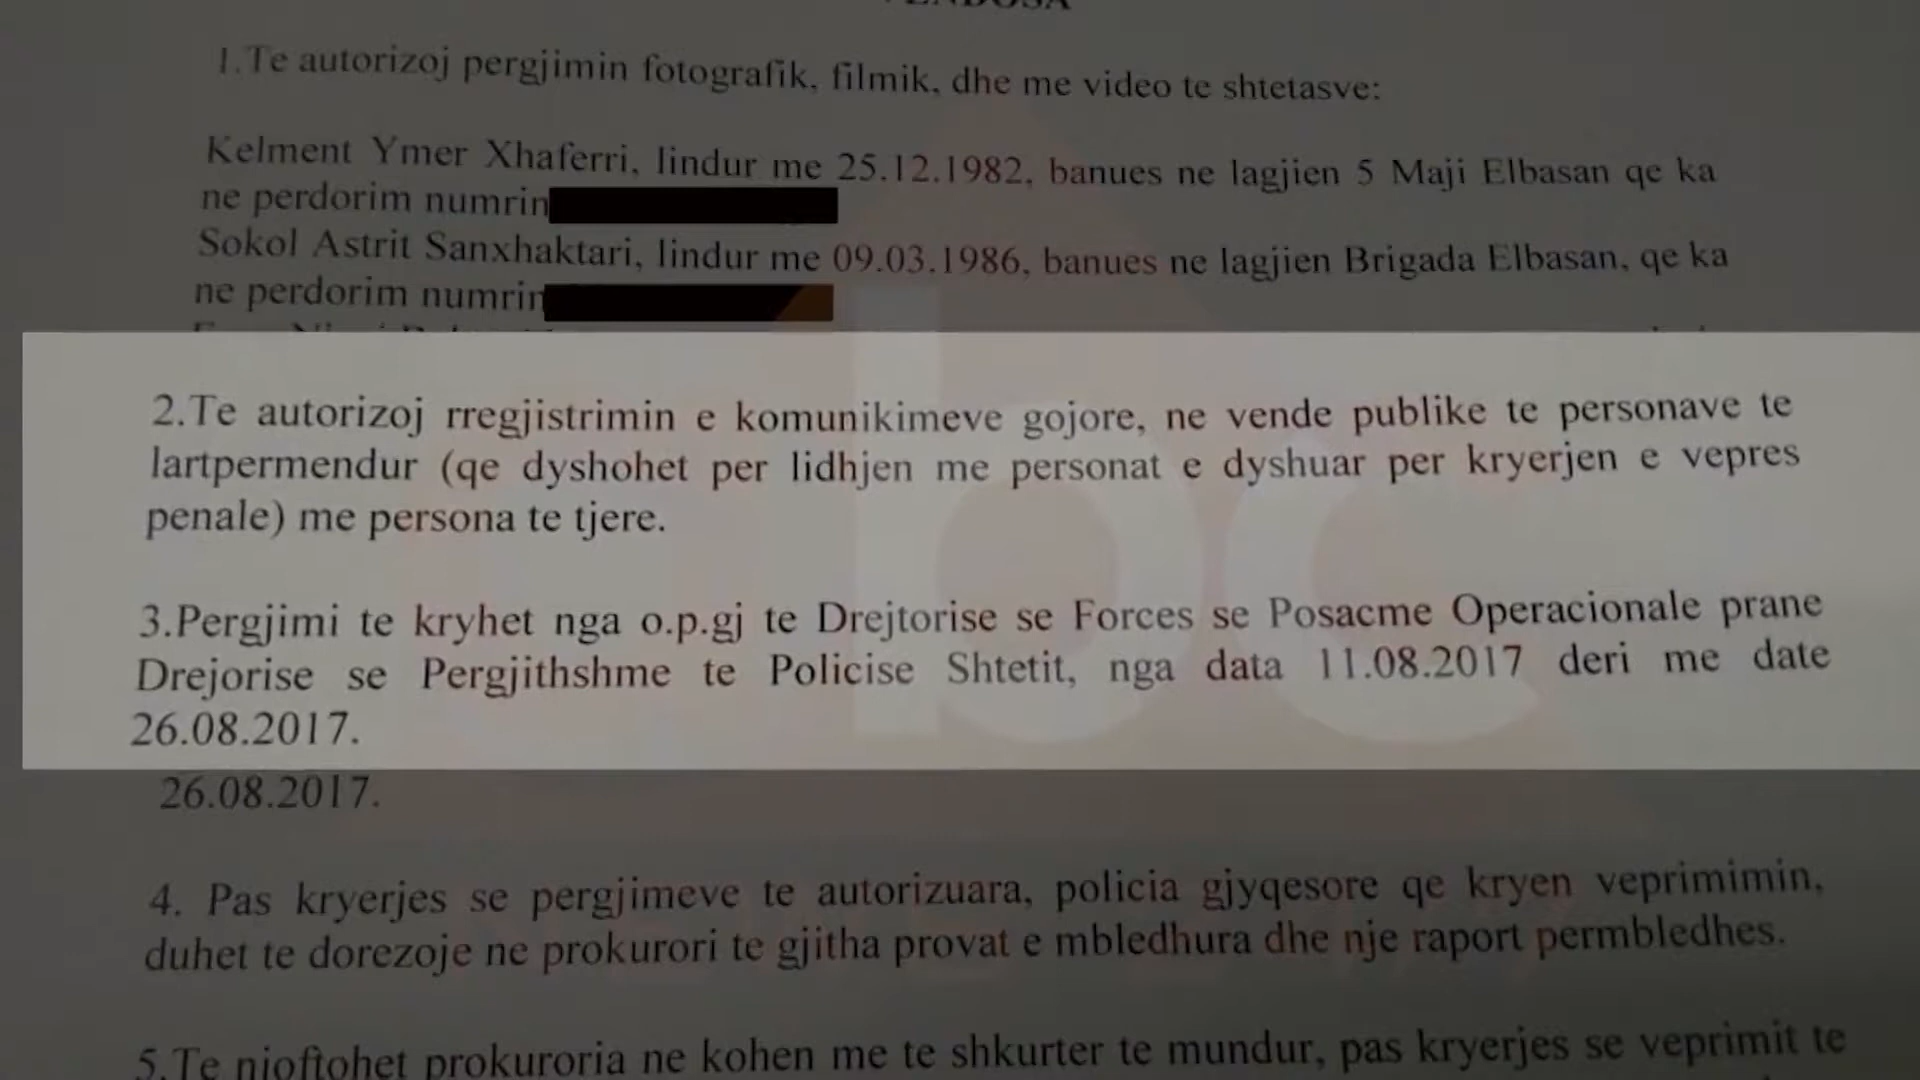 VENDOSA
1.Te autorizoj pergjimin fotografik, filmik, dhe me video te shtetasve:
Kelment Ymer Xhaferri, lindur me 25.12.1982, banues ne lagjien 5 Maji Elbasan qe ka
ne perdorim numrin
Sokol Astrit Sanxhaktari, lindur me 09.03.1986, banues ne lagjien Brigada Elbasan, qe ka
ne perdorim numrin
2.Te autorizoj rregjistrimin e komunikimeve gojore, ne vende publike te personave te
lartpermendur (qe dyshohet per lidhjen me personat e dyshuar per kryerjen e vepres
penale) me persona te tjere.
3.Pergjimi te kryhet nga o.p.gj te Drejtorise se Forces se Posacme Operacionale prane
Drejorise se Pergjithshme te Policise Shtetit, nga data 11.08.2017 deri me date
26.08.2017.
26.08.2017.
4. Pas kryerjes se pergjimeve te autorizuara, policia gjyqesore qe kryen veprimimin,
duhet te dorezoje ne prokurori te gjitha provat e mbledhura dhe nje raport permbledhes.
5.Te njoftohet prokuroria ne kohen me te shkurter te mundur, pas kryerjes se veprimit te